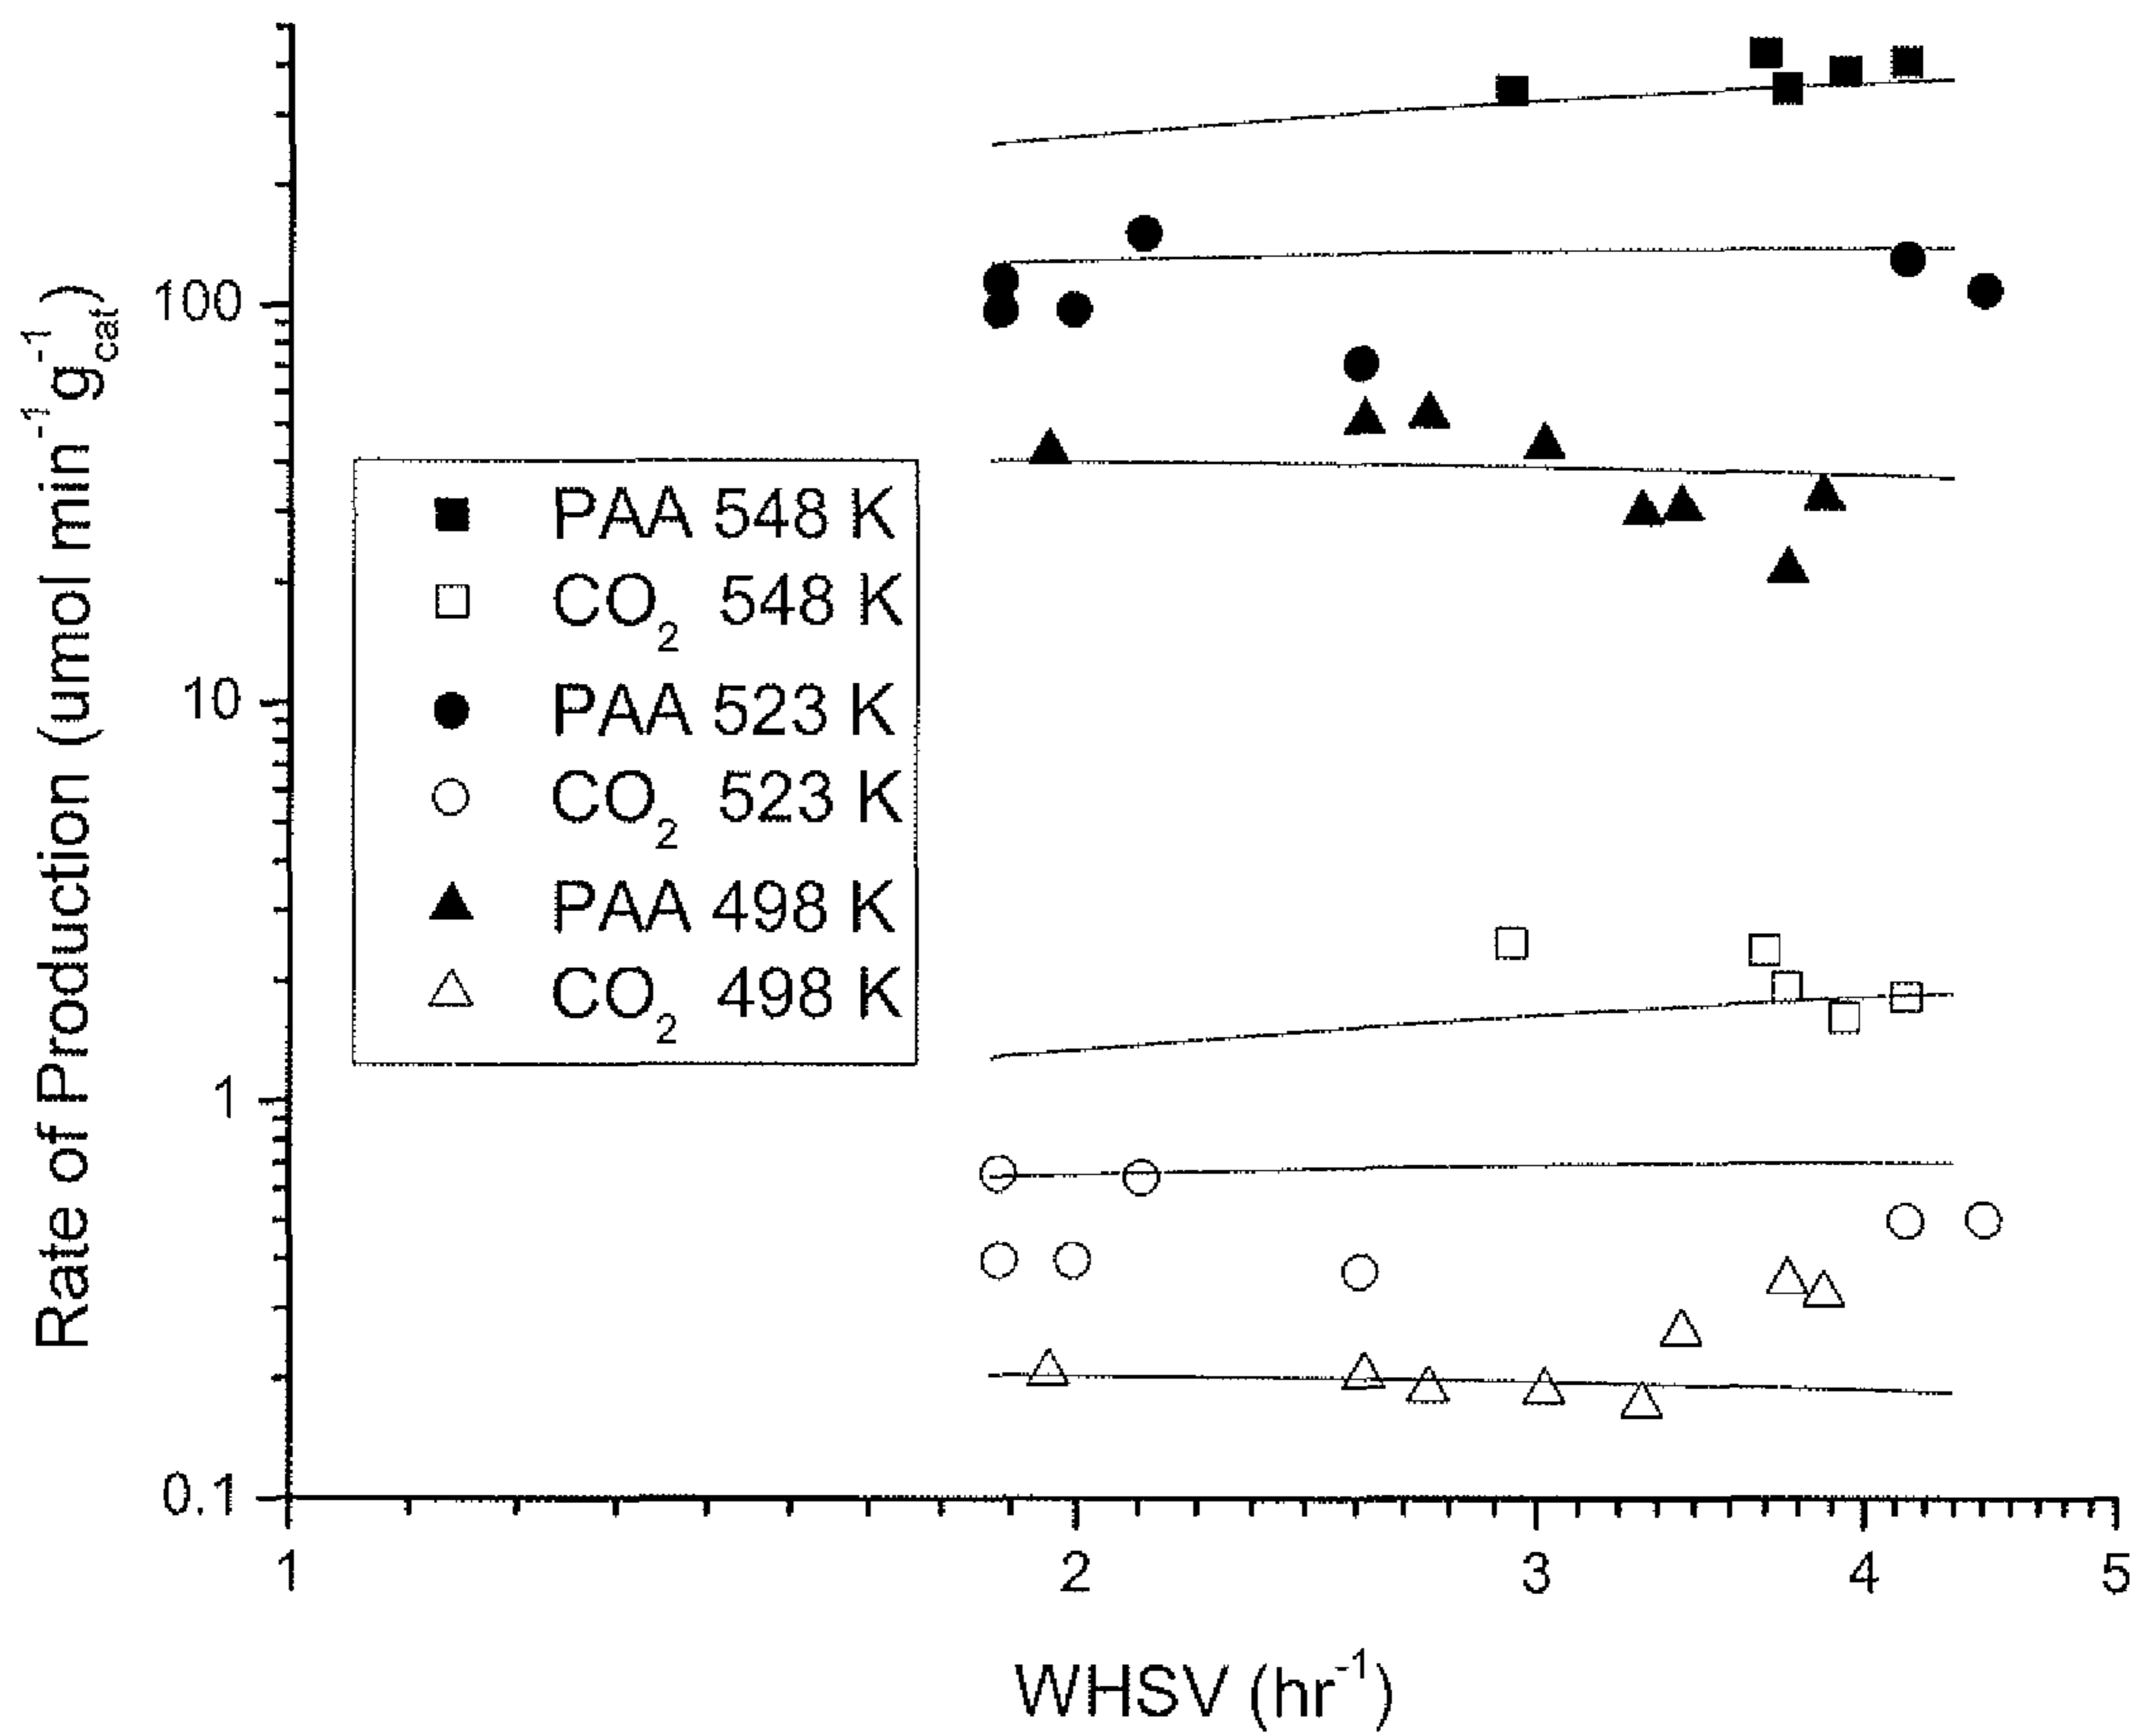 Rate of Production (umol min⁻¹ g_cat⁻¹)
100
10
1
0.1
PAA 548 K
CO₂ 548 K
PAA 523 K
CO₂ 523 K
PAA 498 K
CO₂ 498 K
1 2 3 4 5
WHSV (hr⁻¹)